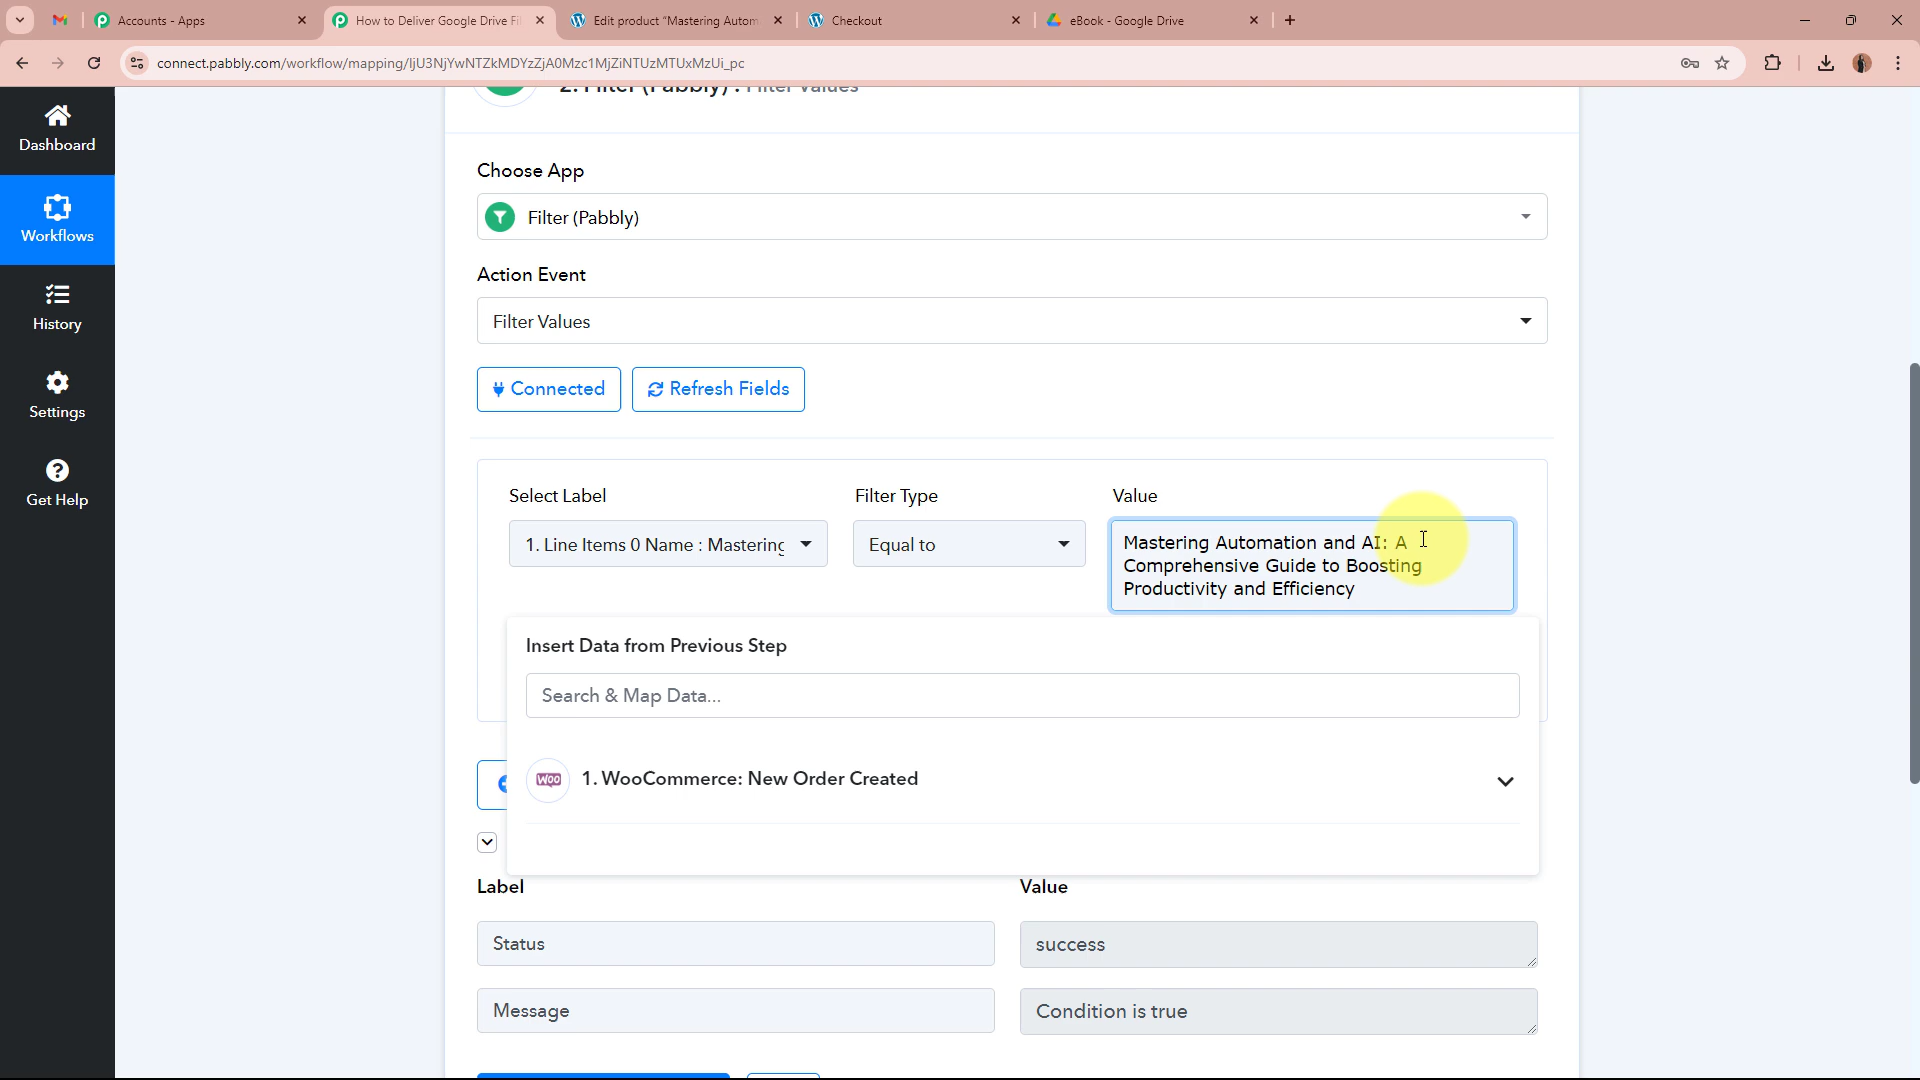 Accounts - Apps
How to Deliver Google Drive Fi
Edit product "Mastering Autom
Checkout
eBook - Google Drive
connect.pabbly.com/workflow/mapping/IjU3NjYwNTZkMDYzZjA0Mzc1MjZiNTUzMTUxMzUi_pc
2. Filter (Pabbly) : Filter Values
Dashboard
Workflows
History
Settings
Get Help
Choose App
Filter (Pabbly)
Action Event
Filter Values
Connected
Refresh Fields
Select Label
Filter Type
Value
1. Line Items 0 Name : Mastering
Equal to
Mastering Automation and AI: A
Comprehensive Guide to Boosting
Productivity and Efficiency
Insert Data from Previous Step
Search & Map Data...
WOO
1. WooCommerce: New Order Created
Label
Value
Status
success
Message
Condition is true